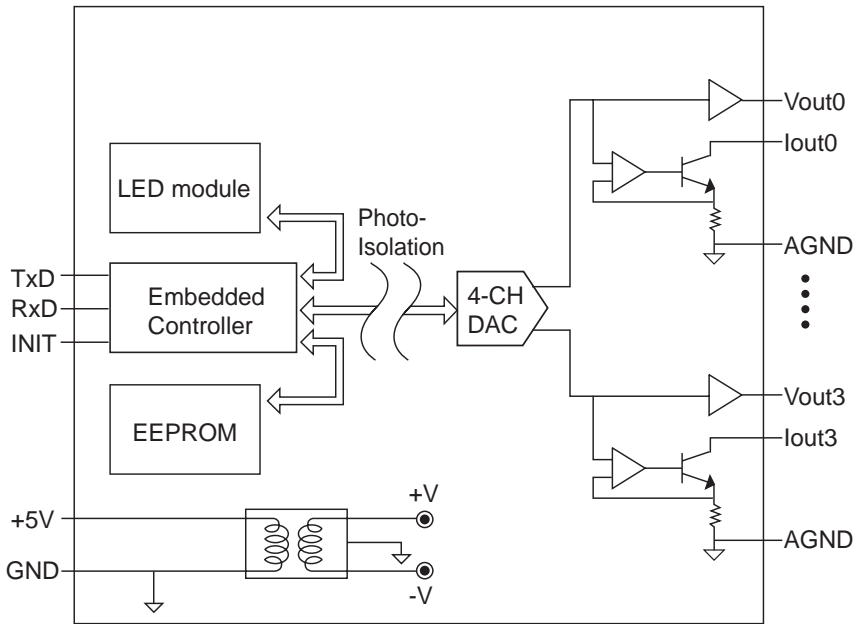 Vout0
Iout0
LED module
Photo-
Isolation
AGND
TxD
RxD
INIT
Embedded
Controller
4-CH
DAC
Vout3
Iout3
EEPROM
+V
+5V
AGND
GND
-V